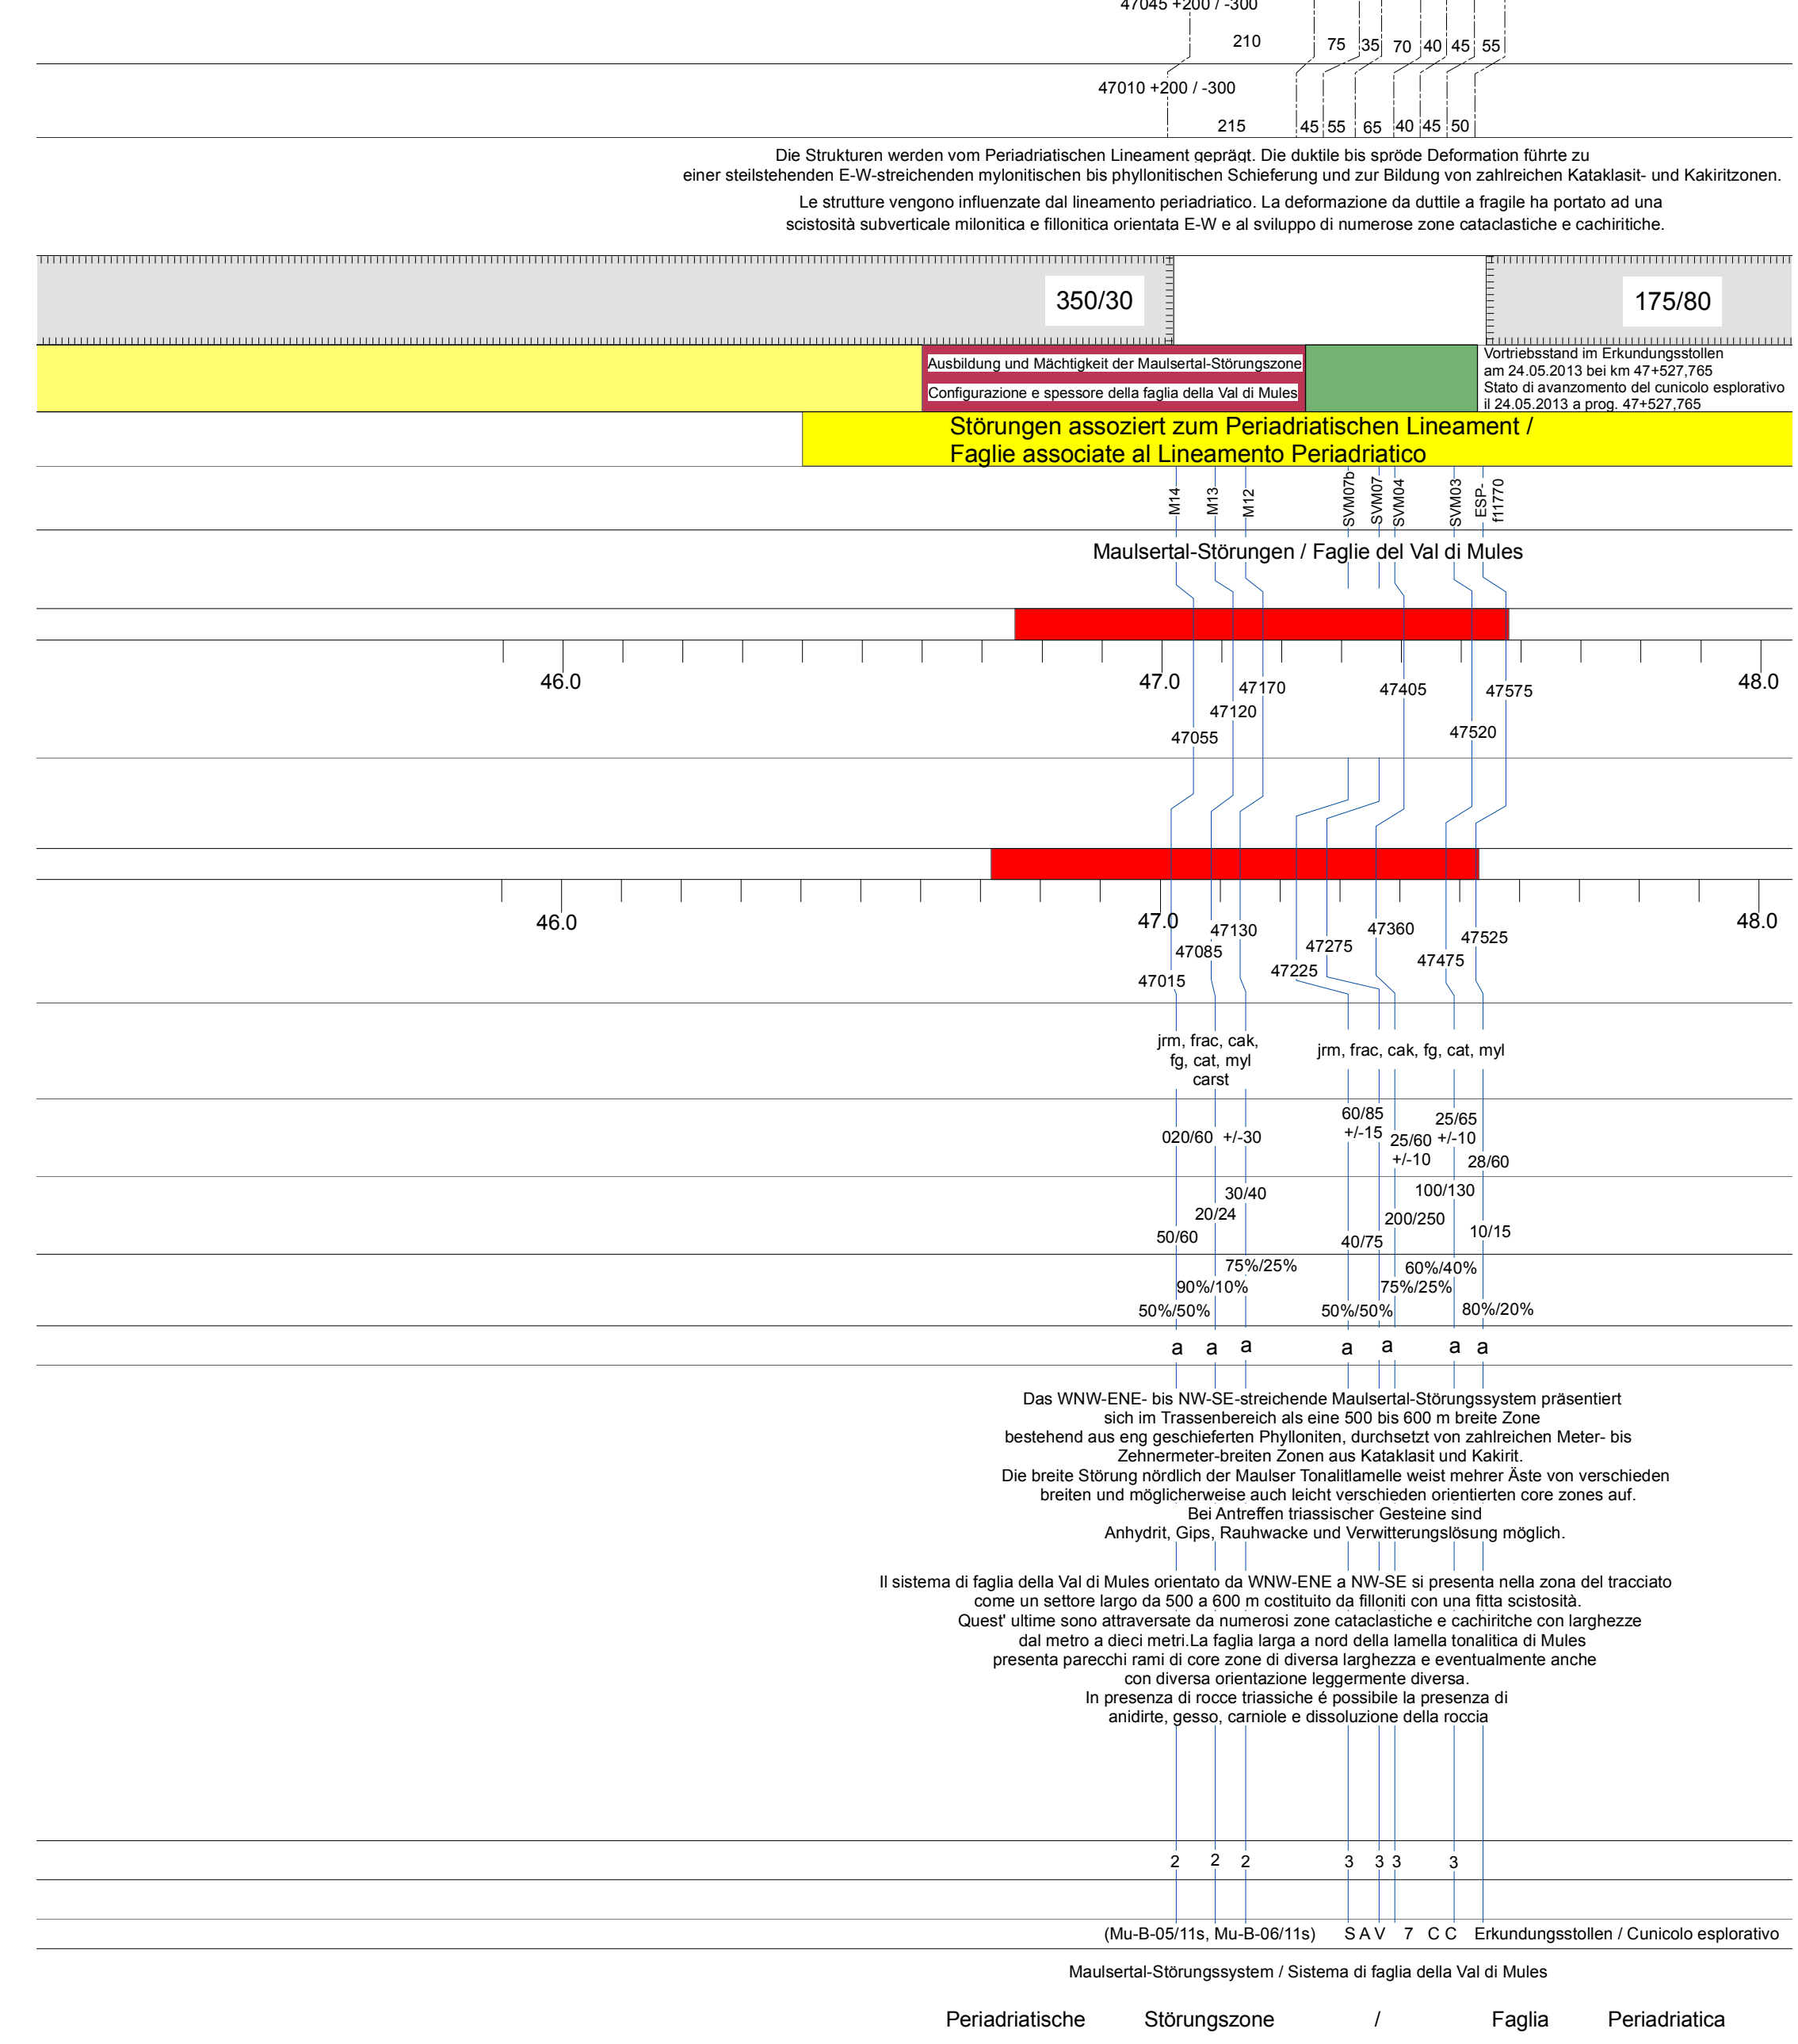 47045 +200 / -300
210 75 35 70 40 45 55
47010 +200 / -300
215 45 55 65 40 45 50
Die Strukturen werden vom Periadriatischen Lineament geprägt. Die duktile bis spröde Deformation führte zu
einer steilstehenden E-W-streichenden mylonitischen bis phyllonitischen Schieferung und zur Bildung von zahlreichen Kataklasit- und Kakiritzonen.
Le strutture vengono influenzate dal lineamento periadriatico. La deformazione da duttile a fragile ha portato ad una
scistosità subverticale milonitica e fillonitica orientata E-W e al sviluppo di numerose zone cataclastiche e cachiritiche.
350/30 175/80
Ausbildung und Mächtigkeit der Maulsertal-Störungszone
Configurazione e spessore della faglia della Val di Mules
Vortriebsstand im Erkundungsstollen
am 24.05.2013 bei km 47+527,765
Stato di avanzomento del cunicolo esplorativo
il 24.05.2013 a prog. 47+527,765
Störungen assoziert zum Periadriatischen Lineament /
Faglie associate al Lineamento Periadriatico
M14 M13 M12 SVM07b SVM07 SVM04 SVM03 ESP-
f11770
Maulsertal-Störungen / Faglie del Val di Mules
46.0 47.0 48.0
47170 47405 47575
47120
47520
47055
46.0 47.0 48.0
47130 47360
47525
47085 47275
47475
47225
47015
jrm, frac, cak,
fg, cat, myl
carst
jrm, frac, cak, fg, cat, myl
60/85
+/-15
25/65
+/-10
020/60 +/-30
25/60
+/-10
28/60
30/40 100/130
20/24 200/250
50/60 40/75 10/15
75%/25% 60%/40%
90%/10% 75%/25%
50%/50% 50%/50% 80%/20%
a a a a a a a
Das WNW-ENE- bis NW-SE-streichende Maulsertal-Störungssystem präsentiert
sich im Trassenbereich als eine 500 bis 600 m breite Zone
bestehend aus eng geschieferten Phylloniten, durchsetzt von zahlreichen Meter- bis
Zehnermeter-breiten Zonen aus Kataklasit und Kakirit.
Die breite Störung nördlich der Maulser Tonalitlamelle weist mehrer Äste von verschieden
breiten und möglicherweise auch leicht verschieden orientierten core zones auf.
Bei Antreffen triassischer Gesteine sind
Anhydrit, Gips, Rauhwacke und Verwitterungslösung möglich.
Il sistema di faglia della Val di Mules orientato da WNW-ENE a NW-SE si presenta nella zona del tracciato
come un settore largo da 500 a 600 m costituito da filloniti con una fitta scistosità.
Quest' ultime sono attraversate da numerosi zone cataclastiche e cachiritche con larghezze
dal metro a dieci metri.La faglia larga a nord della lamella tonalitica di Mules
presenta parecchi rami di core zone di diversa larghezza e eventualmente anche
con diversa orientazione leggermente diversa.
In presenza di rocce triassiche é possibile la presenza di
anidirte, gesso, carniole e dissoluzione della roccia
2 2 2 3 3 3 3
(Mu-B-05/11s, Mu-B-06/11s) S A V 7 C C Erkundungsstollen / Cunicolo esplorativo
Maulsertal-Störungssystem / Sistema di faglia della Val di Mules
Periadriatische Störungszone / Faglia Periadriatica